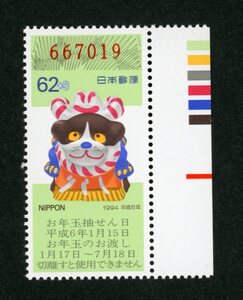 667019
62+3 日本郵便
NIPPON 1994 平成6年
お年玉抽せん日
平成6年1月15日
お年玉のお渡し
1月17日~7月18日
切離すと使用できません